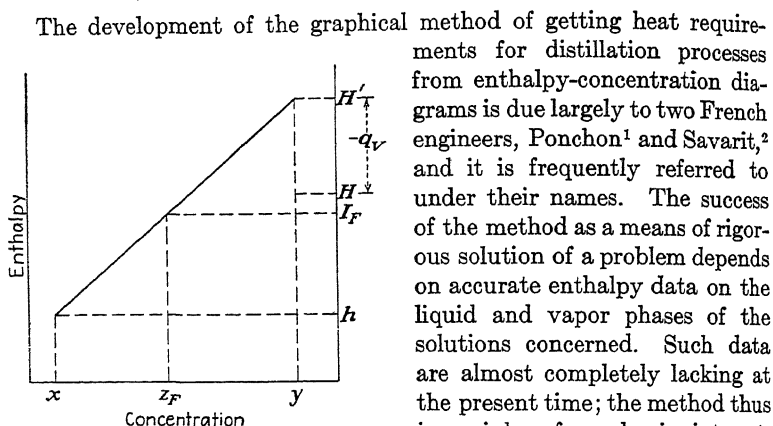 The development of the graphical method of getting heat require-
ments for distillation processes
from enthalpy-concentration dia-
grams is due largely to two French
engineers, Ponchon¹ and Savarit,²
and it is frequently referred to
under their names. The success
of the method as a means of rigor-
ous solution of a problem depends
on accurate enthalpy data on the
liquid and vapor phases of the
solutions concerned. Such data
are almost completely lacking at
the present time; the method thus
Enthalpy
H'
-qV
H
IF
h
x
zF
y
Concentration